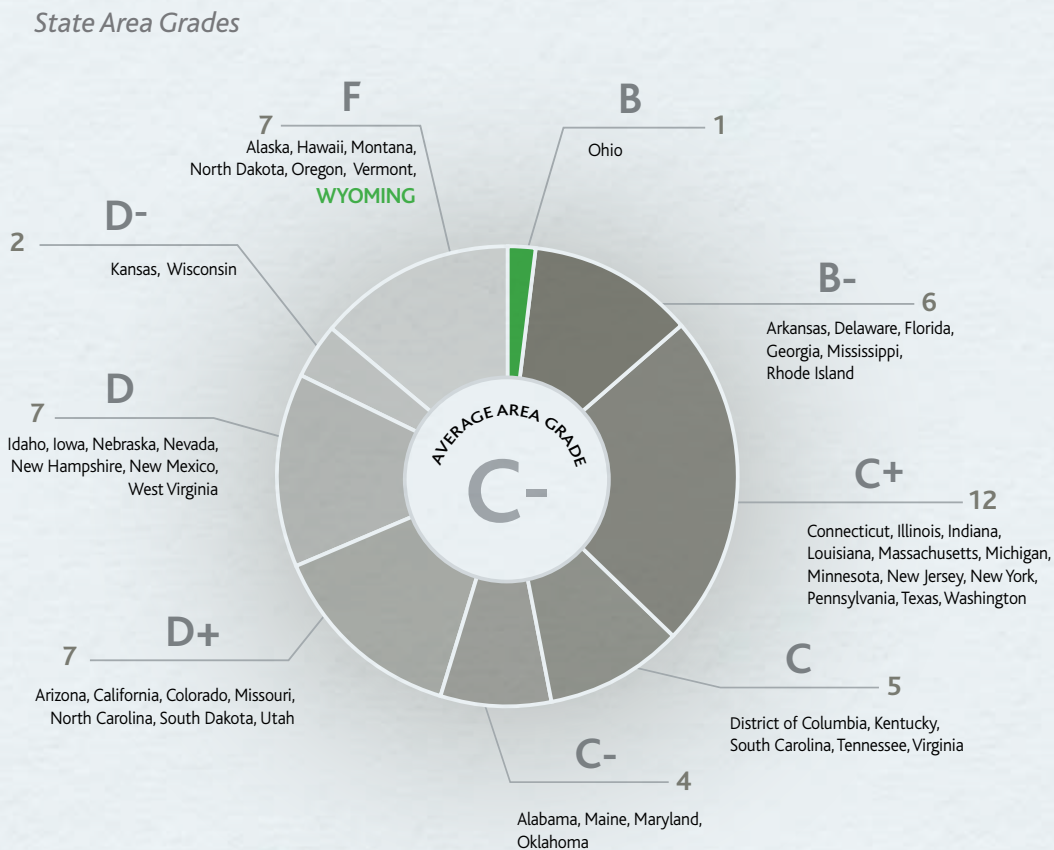 State Area Grades
F
7
Alaska, Hawaii, Montana,
North Dakota, Oregon, Vermont,
WYOMING
B
1
Ohio
D-
2
Kansas, Wisconsin
B-
6
Arkansas, Delaware, Florida,
Georgia, Mississippi,
Rhode Island
D
7
Idaho, Iowa, Nebraska, Nevada,
New Hampshire, New Mexico,
West Virginia
AVERAGE AREA GRADE
C-
C+
12
Connecticut, Illinois, Indiana,
Louisiana, Massachusetts, Michigan,
Minnesota, New Jersey, New York,
Pennsylvania, Texas, Washington
D+
7
Arizona, California, Colorado, Missouri,
North Carolina, South Dakota, Utah
C
5
District of Columbia, Kentucky,
South Carolina, Tennessee, Virginia
C-
4
Alabama, Maine, Maryland,
Oklahoma